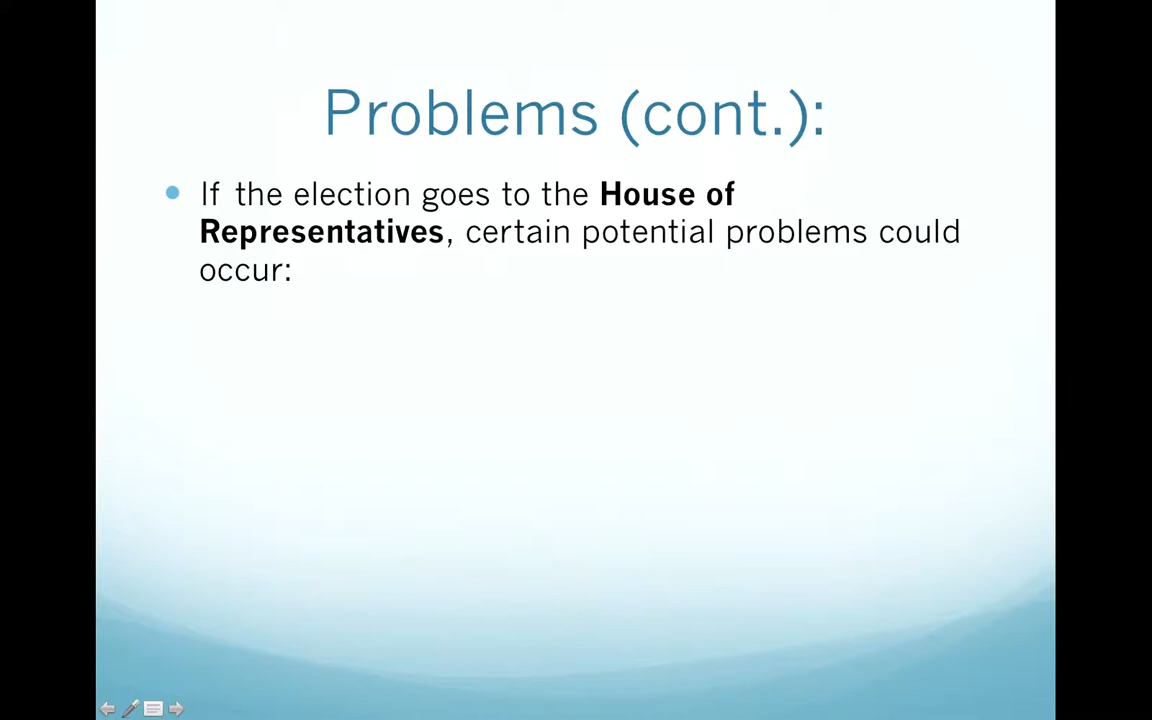 Problems (cont.):
If the election goes to the House of
Representatives, certain potential problems could
occur: